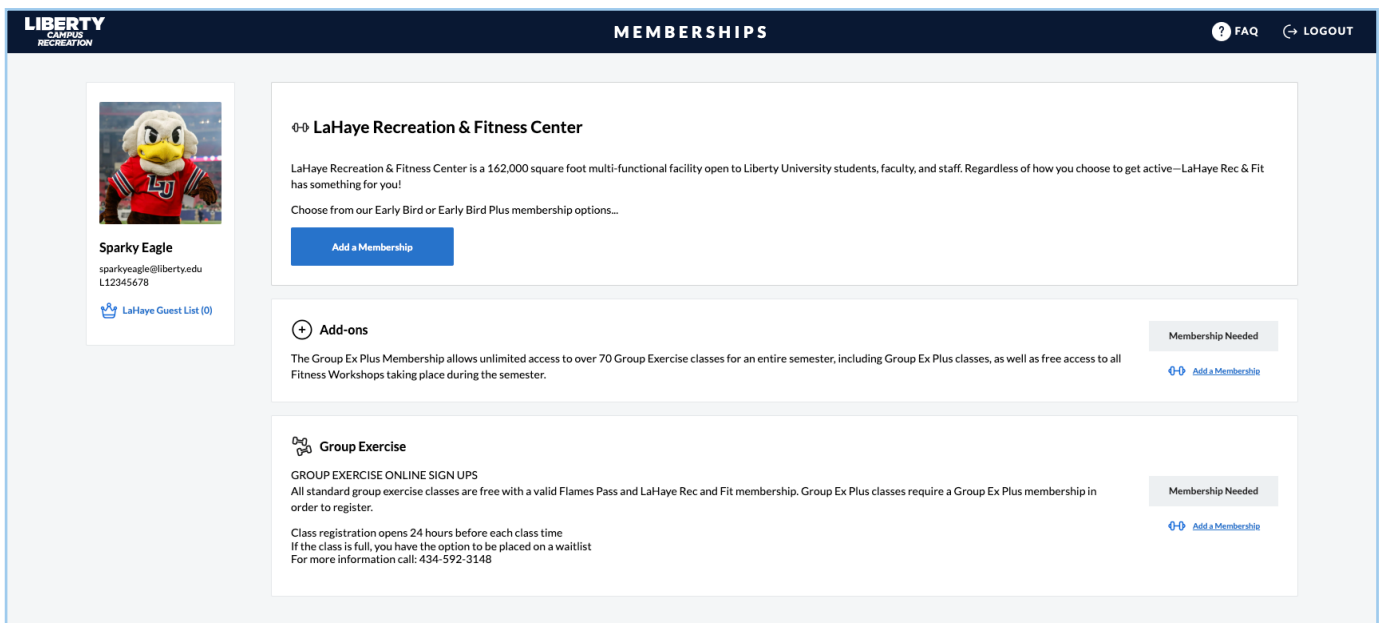 LIBERTY
CAMPUS
RECREATION
MEMBERSHIPS
? FAQ
LOGOUT
LU
Sparky Eagle
sparkyeagle@liberty.edu
L12345678
LaHaye Guest List (0)
LaHaye Recreation & Fitness Center
LaHaye Recreation & Fitness Center is a 162,000 square foot multi-functional facility open to Liberty University students, faculty, and staff. Regardless of how you choose to get active—LaHaye Rec & Fit
has something for you!
Choose from our Early Bird or Early Bird Plus membership options...
Add a Membership
Add-ons
The Group Ex Plus Membership allows unlimited access to over 70 Group Exercise classes for an entire semester, including Group Ex Plus classes, as well as free access to all
Fitness Workshops taking place during the semester.
Membership Needed
Add a Membership
Group Exercise
GROUP EXERCISE ONLINE SIGN UPS
All standard group exercise classes are free with a valid Flames Pass and LaHaye Rec and Fit membership. Group Ex Plus classes require a Group Ex Plus membership in
order to register.
Class registration opens 24 hours before each class time
If the class is full, you have the option to be placed on a waitlist
For more information call: 434-592-3148
Membership Needed
Add a Membership